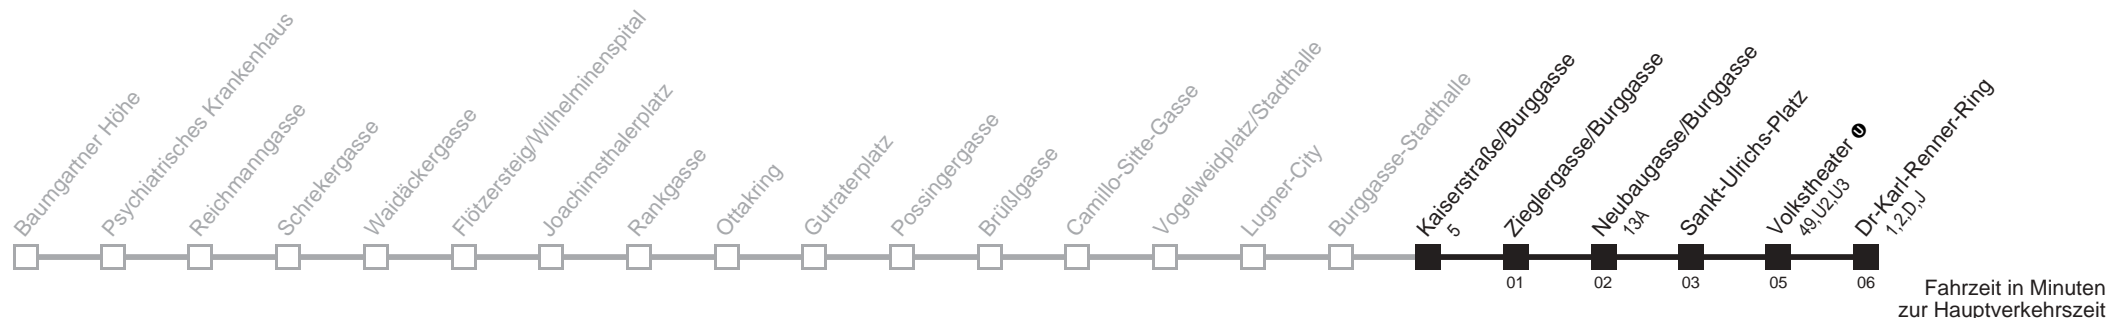 Baumgartner Höhe
Psychiatrisches Krankenhaus
Reichmanngasse
Schrekergasse
Waidäckergasse
Flötzersteig/Wilhelminenspital
Joachimsthalerplatz
Rankgasse
Ottakring
Gutraterplatz
Possingergasse
Brüßlgasse
Camillo-Sitte-Gasse
Vogelweidplatz/Stadthalle
Lugner-City
Burggasse-Stadthalle
Kaiserstraße/Burggasse
5
Zieglergasse/Burggasse
Neubaugasse/Burggasse
13A
Sankt-Ulrichs-Platz
Volkstheater U
49,U2,U3
Dr-Karl-Renner-Ring
1,2,D,J
01
02
03
05
06
Fahrzeit in Minuten
zur Hauptverkehrszeit